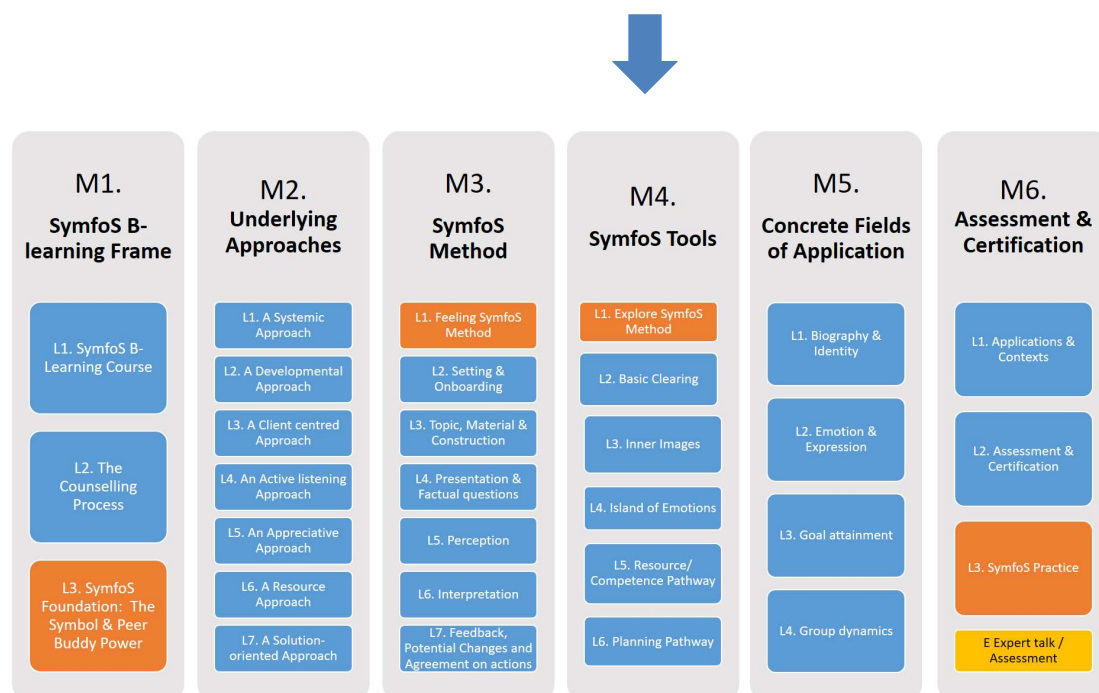 M1.
SymfoS B-
learning Frame
L1. SymfoS B-
Learning Course
L2. The
Counselling
Process
L3. SymfoS
Foundation: The
Symbol & Peer
Buddy Power
M2.
Underlying
Approaches
L1. A Systemic
Approach
L2. A Developmental
Approach
L3. A Client centred
Approach
L4. An Active listening
Approach
L5. An Appreciative
Approach
L6. A Resource
Approach
L7. A Solution-
oriented Approach
M3.
SymfoS
Method
L1. Feeling SymfoS
Method
L2. Setting &
Onboarding
L3. Topic, Material &
Construction
L4. Presentation &
Factual questions
L5. Perception
L6. Interpretation
L7. Feedback,
Potential Changes and
Agreement on actions
M4.
SymfoS Tools
L1. Explore SymfoS
Method
L2. Basic Clearing
L3. Inner Images
L4. Island of Emotions
L5. Resource/
Competence Pathway
L6. Planning Pathway
M5.
Concrete Fields
of Application
L1. Biography &
Identity
L2. Emotion &
Expression
L3. Goal attainment
L4. Group dynamics
M6.
Assessment &
Certification
L1. Applications &
Contexts
L2. Assessment &
Certification
L3. SymfoS Practice
E Expert talk /
Assessment